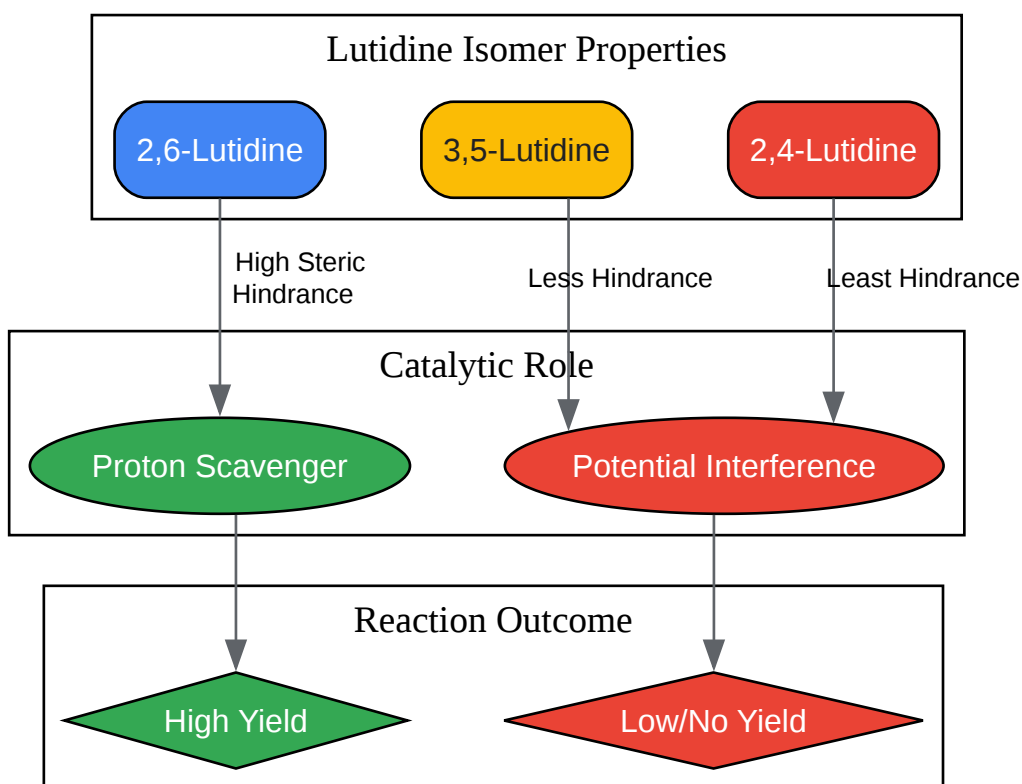 Lutidine Isomer Properties
2,6-Lutidine
3,5-Lutidine
2,4-Lutidine
High Steric
Hindrance
Less Hindrance
Least Hindrance
Catalytic Role
Proton Scavenger
Potential Interference
Reaction Outcome
High Yield
Low/No Yield